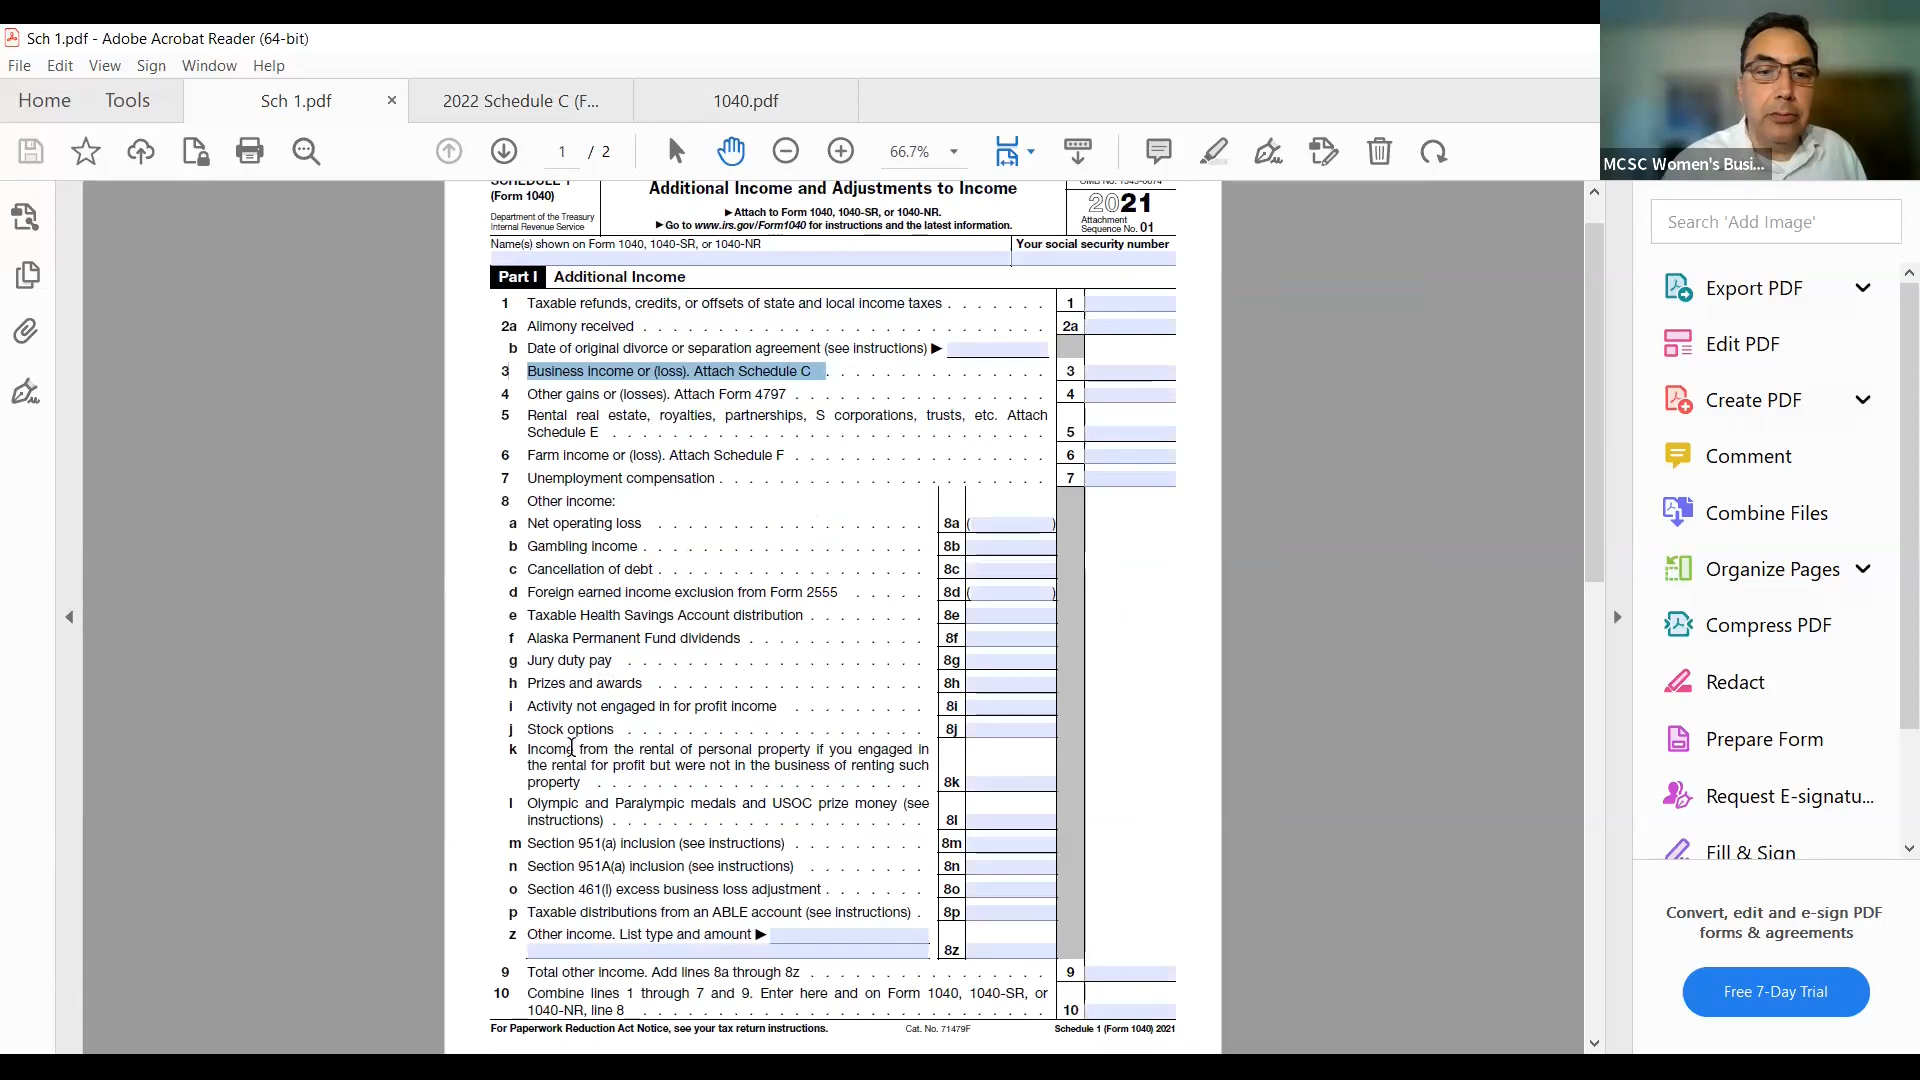 Sch 1.pdf - Adobe Acrobat Reader (64-bit)
File Edit View Sign Window Help
Home Tools Sch 1.pdf × 2022 Schedule C (F... 1040.pdf
1 / 2 66.7%
MCSC Women's Busi...
SCHEDULE 1
(Form 1040)
Department of the Treasury
Internal Revenue Service
Additional Income and Adjustments to Income
▶ Attach to Form 1040, 1040-SR, or 1040-NR.
▶ Go to www.irs.gov/Form1040 for instructions and the latest information.
OMB No. 1545-0074
2021
Attachment
Sequence No. 01
Name(s) shown on Form 1040, 1040-SR, or 1040-NR Your social security number
Part I Additional Income
1 Taxable refunds, credits, or offsets of state and local income taxes . . . . . . . 1
2a Alimony received . . . . . . . . . . . . . . . . . . . . . . . . . . . 2a
b Date of original divorce or separation agreement (see instructions) ▶
3 Business income or (loss). Attach Schedule C . . . . . . . . . . . . . . . 3
4 Other gains or (losses). Attach Form 4797 . . . . . . . . . . . . . . . . . 4
5 Rental real estate, royalties, partnerships, S corporations, trusts, etc. Attach
Schedule E . . . . . . . . . . . . . . . . . . . . . . . . . . . . . 5
6 Farm income or (loss). Attach Schedule F . . . . . . . . . . . . . . . . . 6
7 Unemployment compensation . . . . . . . . . . . . . . . . . . . . . . 7
8 Other income:
a Net operating loss . . . . . . . . . . . . . . . . . . 8a ( )
b Gambling income . . . . . . . . . . . . . . . . . . . 8b
c Cancellation of debt . . . . . . . . . . . . . . . . . . 8c
d Foreign earned income exclusion from Form 2555 . . . . . 8d ( )
e Taxable Health Savings Account distribution . . . . . . . . 8e
f Alaska Permanent Fund dividends . . . . . . . . . . . . 8f
g Jury duty pay . . . . . . . . . . . . . . . . . . . . 8g
h Prizes and awards . . . . . . . . . . . . . . . . . . 8h
i Activity not engaged in for profit income . . . . . . . . . 8i
j Stock options . . . . . . . . . . . . . . . . . . . . 8j
k Income from the rental of personal property if you engaged in
the rental for profit but were not in the business of renting such
property . . . . . . . . . . . . . . . . . . . . . . 8k
l Olympic and Paralympic medals and USOC prize money (see
instructions) . . . . . . . . . . . . . . . . . . . . . 8l
m Section 951(a) inclusion (see instructions) . . . . . . . . . 8m
n Section 951A(a) inclusion (see instructions) . . . . . . . . 8n
o Section 461(l) excess business loss adjustment . . . . . . . 8o
p Taxable distributions from an ABLE account (see instructions) . 8p
z Other income. List type and amount ▶
8z
9 Total other income. Add lines 8a through 8z . . . . . . . . . . . . . . . . 9
10 Combine lines 1 through 7 and 9. Enter here and on Form 1040, 1040-SR, or
1040-NR, line 8 . . . . . . . . . . . . . . . . . . . . . . . . . . . 10
For Paperwork Reduction Act Notice, see your tax return instructions. Cat. No. 71479F Schedule 1 (Form 1040) 2021
Search 'Add Image'
Export PDF
Edit PDF
Create PDF
Comment
Combine Files
Organize Pages
Compress PDF
Redact
Prepare Form
Request E-signatu...
Fill & Sign
Convert, edit and e-sign PDF
forms & agreements
Free 7-Day Trial